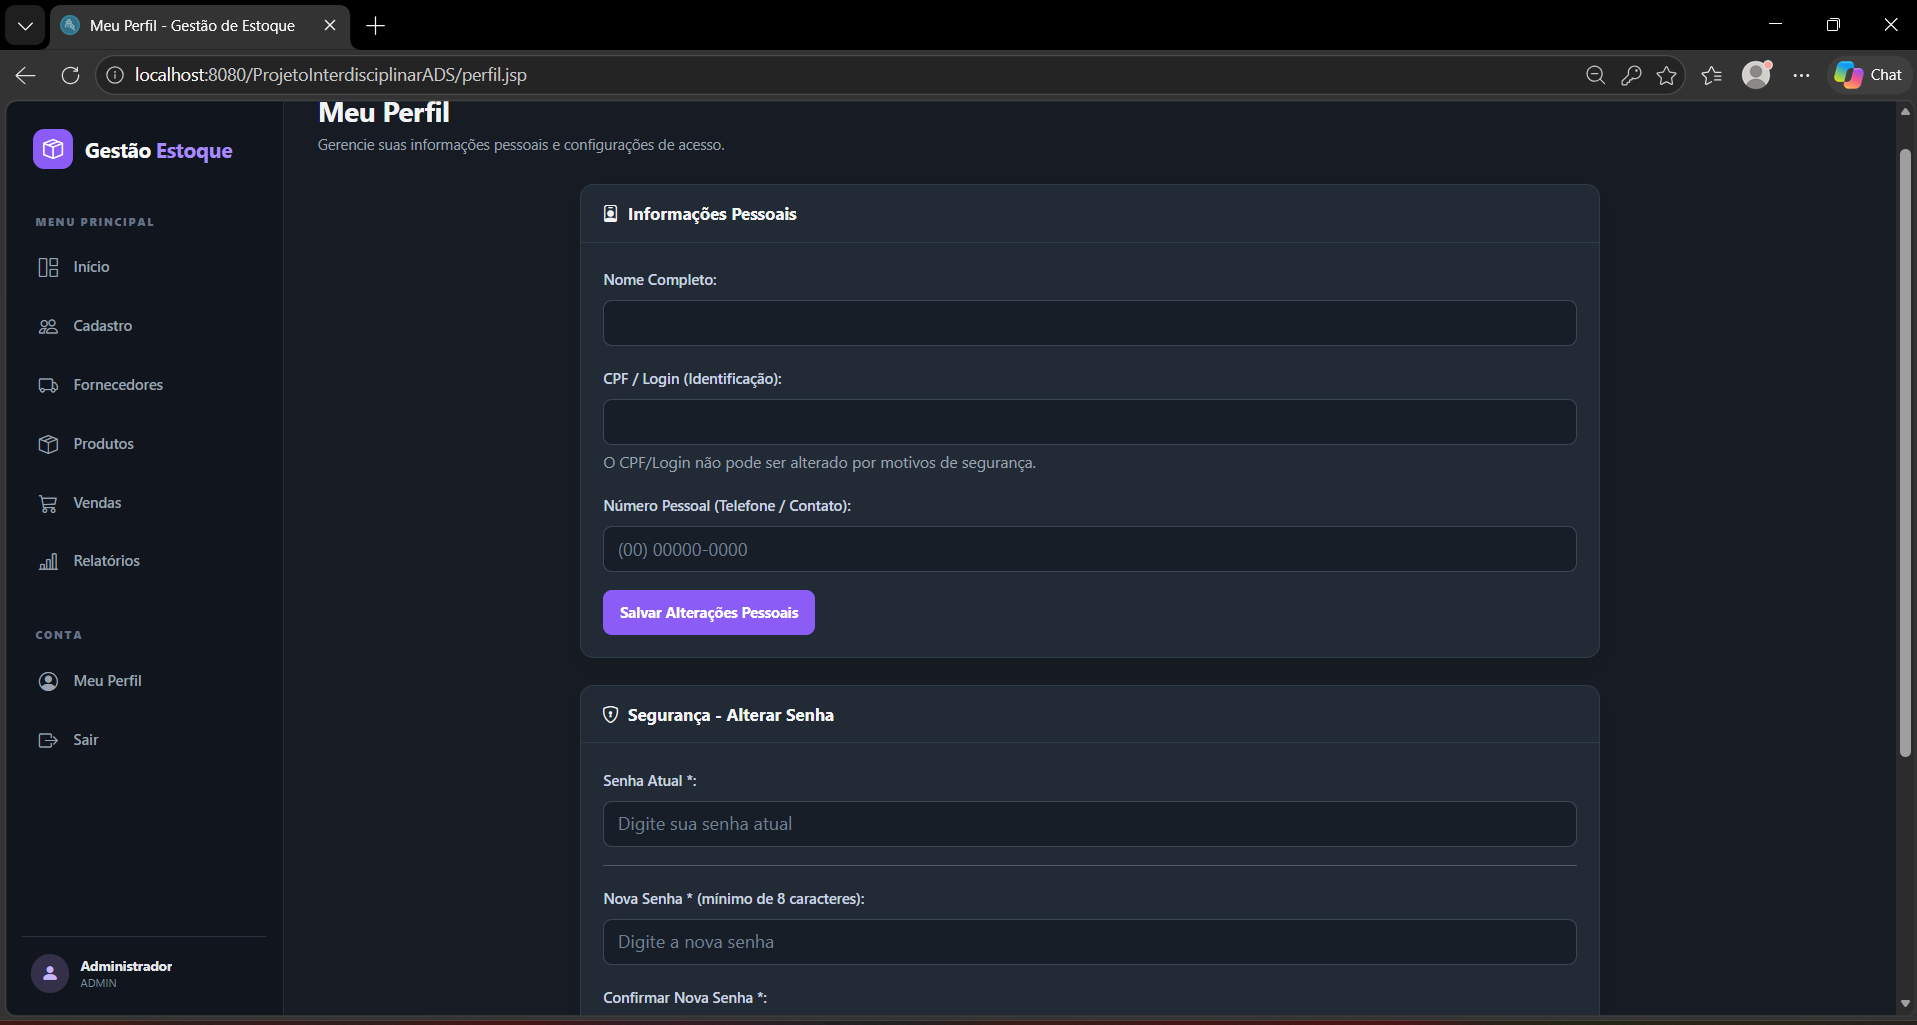 Meu Perfil - Gestão de Estoque
localhost:8080/ProjetoInterdisciplinarADS/perfil.jsp
Chat
Gestão Estoque
MENU PRINCIPAL
Início
Cadastro
Fornecedores
Produtos
Vendas
Relatórios
CONTA
Meu Perfil
Sair
Administrador
ADMIN
Meu Perfil
Gerencie suas informações pessoais e configurações de acesso.
Informações Pessoais
Nome Completo:
CPF / Login (Identificação):
O CPF/Login não pode ser alterado por motivos de segurança.
Número Pessoal (Telefone / Contato):
(00) 00000-0000
Salvar Alterações Pessoais
Segurança - Alterar Senha
Senha Atual *:
Digite sua senha atual
Nova Senha * (mínimo de 8 caracteres):
Digite a nova senha
Confirmar Nova Senha *: